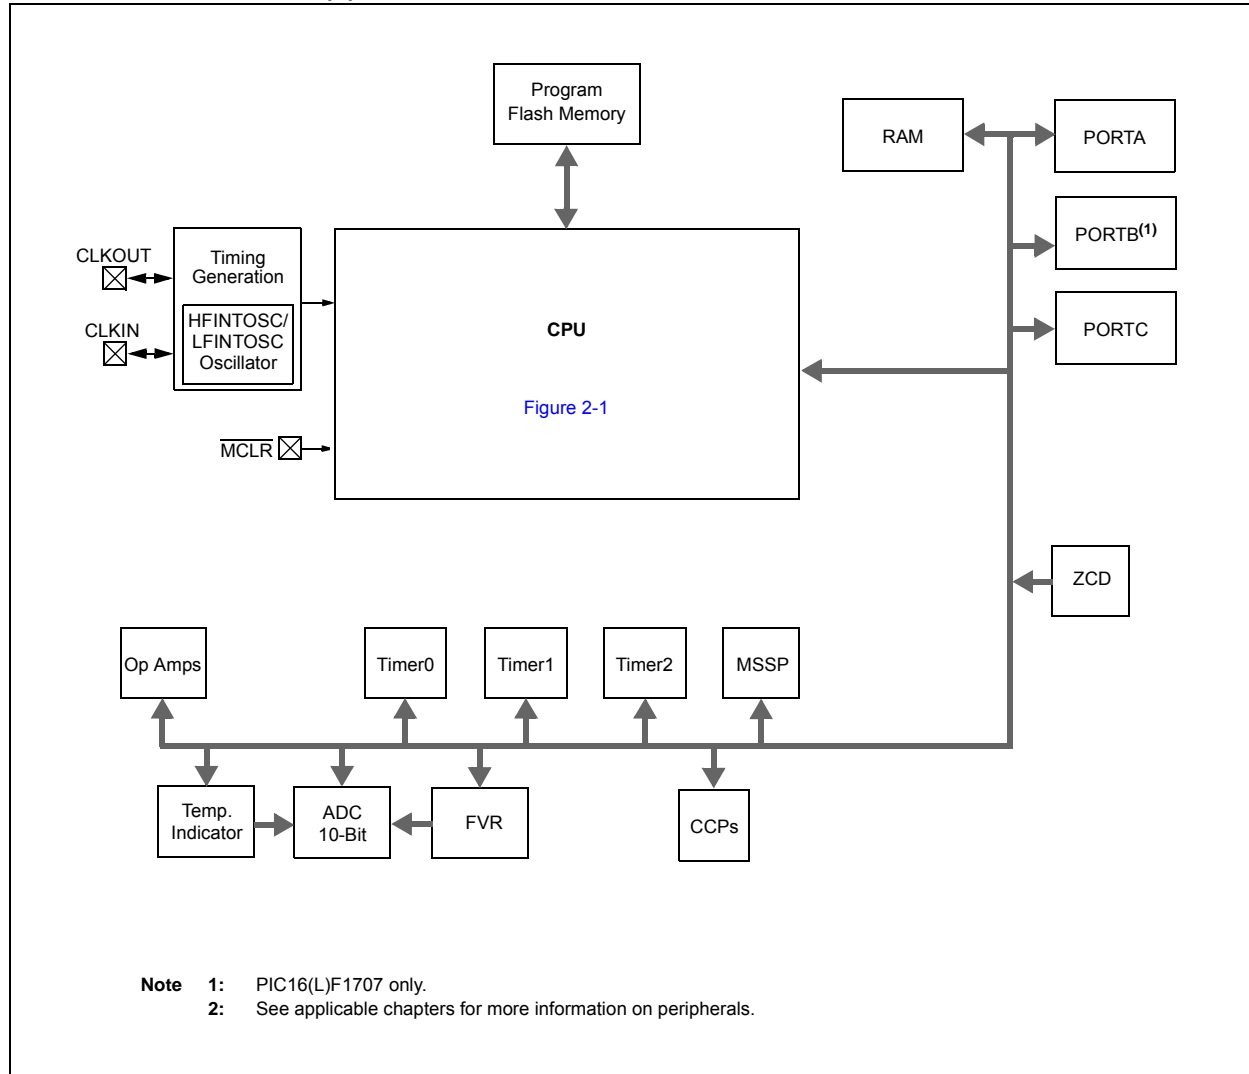 Program
Flash Memory
RAM
PORTA
PORTB(1)
PORTC
CLKOUT
Timing
Generation
HFINTOSC/
LFINTOSC
Oscillator
CLKIN
MCLR
CPU
Figure 2-1
ZCD
Op Amps
Timer0
Timer1
Timer2
MSSP
Temp.
Indicator
ADC
10-Bit
FVR
CCPs
Note 1: PIC16(L)F1707 only.
2: See applicable chapters for more information on peripherals.